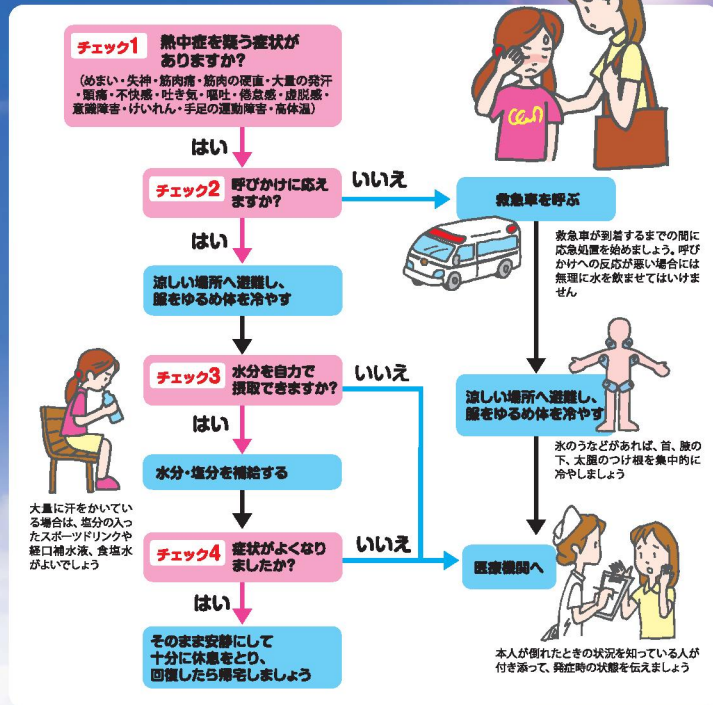 チェック1 熱中症を疑う症状が
ありますか?
(めまい・失神・筋肉痛・筋肉の硬直・大量の発汗
・頭痛・不快感・吐き気・嘔吐・倦怠感・虚脱感・
意識障害・けいれん・手足の運動障害・高体温)
はい
チェック2 呼びかけに応え
ますか?
いいえ
救急車を呼ぶ
救急車が到着するまでの間に
応急処置を始めましょう。呼び
かけへの反応が悪い場合には
無理に水を飲ませてはいけま
せん
はい
涼しい場所へ避難し、
服をゆるめ体を冷やす
チェック3 水分を自力で
摂取できますか?
いいえ
涼しい場所へ避難し、
服をゆるめ体を冷やす
氷のうなどがあれば、首、腋の
下、太腿のつけ根を集中的に
冷やしましょう
はい
水分・塩分を補給する
大量に汗をかいてい
る場合は、塩分の入っ
たスポーツドリンクや
経口補水液、食塩水
がよいでしょう
チェック4 症状がよくなり
ましたか?
いいえ
医療機関へ
本人が倒れたときの状況を知っている人が
付き添って、発症時の状態を伝えましょう
はい
そのまま安静にして
十分に休息をとり、
回復したら帰宅しましょう